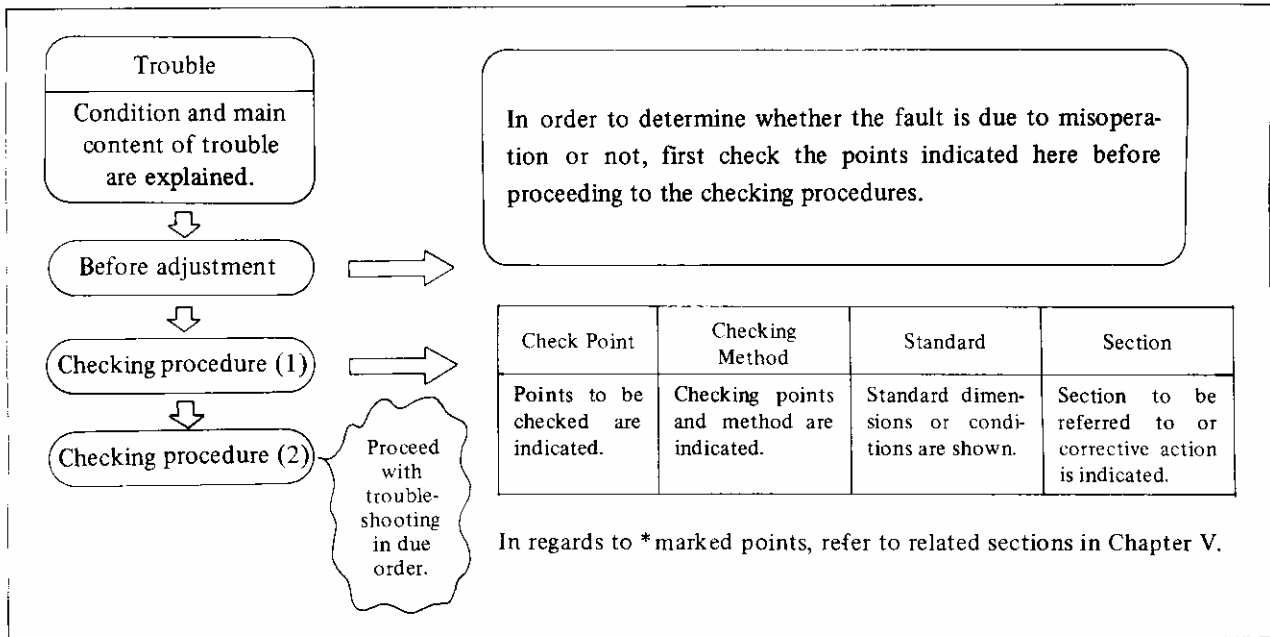 Trouble
Condition and main
content of trouble
are explained.
Before adjustment
Checking procedure (1)
Checking procedure (2)
Proceed
with
trouble-
shooting
in due
order.
In order to determine whether the fault is due to misopera-
tion or not, first check the points indicated here before
proceeding to the checking procedures.
Check Point
Checking
Method
Standard
Section
Points to be
checked are
indicated.
Checking points
and method are
indicated.
Standard dimen-
sions or condi-
tions are shown.
Section to be
referred to or
corrective action
is indicated.
In regards to *marked points, refer to related sections in Chapter V.